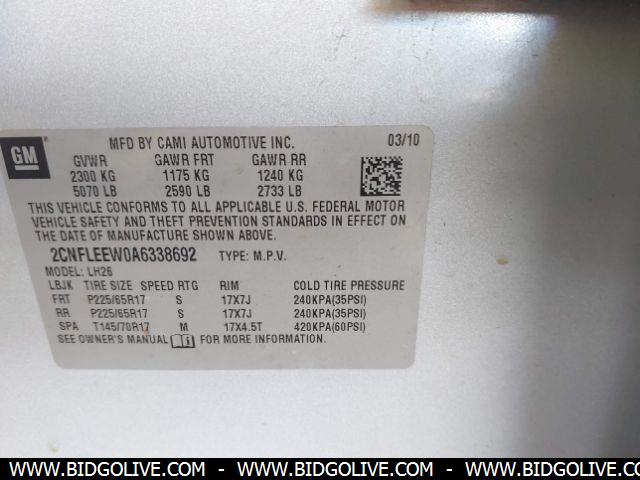 GM
MFD BY CAMI AUTOMOTIVE INC. 03/10
GVWR GAWR FRT GAWR RR
2300 KG 1175 KG 1240 KG
5070 LB 2590 LB 2733 LB
THIS VEHICLE CONFORMS TO ALL APPLICABLE U.S. FEDERAL MOTOR
VEHICLE SAFETY AND THEFT PREVENTION STANDARDS IN EFFECT ON
THE DATE OF MANUFACTURE SHOWN ABOVE.
2CNFLEEW0A6338692 TYPE: M.P.V.
MODEL: LH26
LBJK TIRE SIZE SPEED RTG RIM COLD TIRE PRESSURE
FRT P225/65R17 S 17X7J 240KPA(35PSI)
RR P225/65R17 S 17X7J 240KPA(35PSI)
SPA T145/70R17 M 17X4.5T 420KPA(60PSI)
SEE OWNER'S MANUAL FOR MORE INFORMATION.
WWW.BIDGOLIVE.COM - WWW.BIDGOLIVE.COM - WWW.BIDGOLIVE.COM